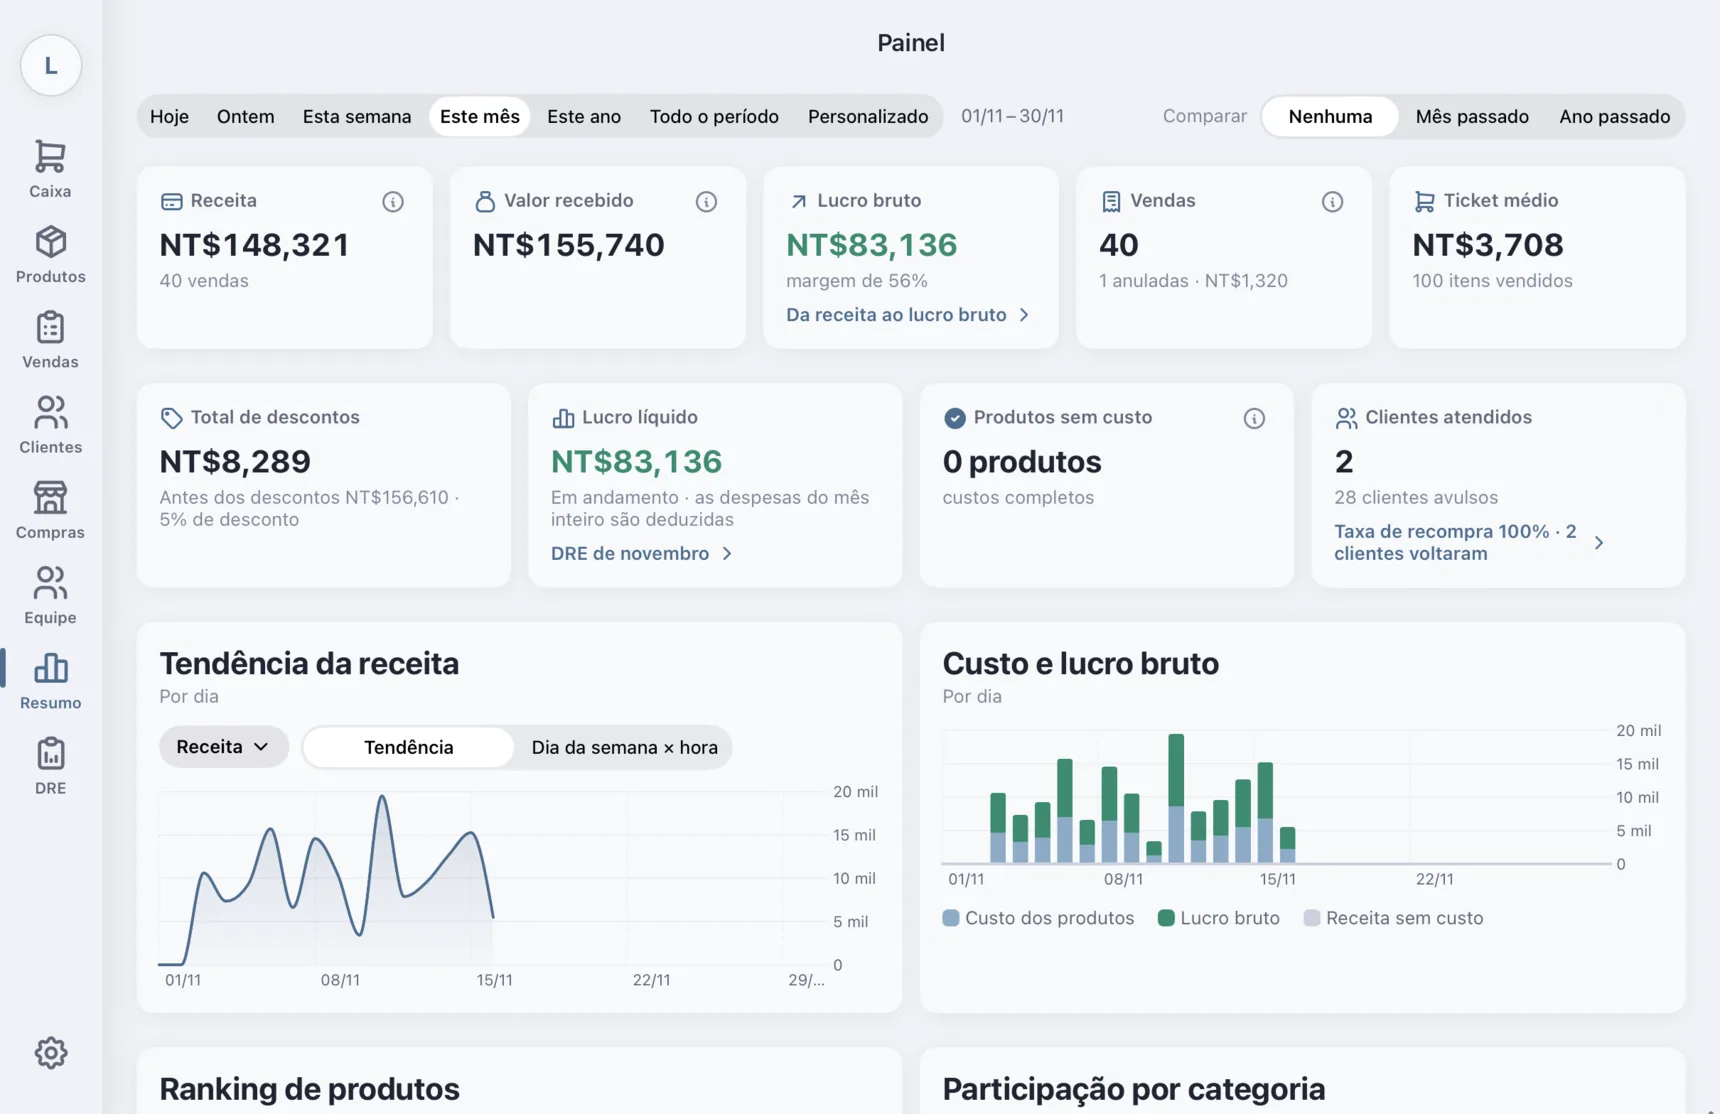 Painel
L
Caixa
Produtos
Vendas
Clientes
Compras
Equipe
Resumo
DRE
Hoje Ontem Esta semana Este mês Este ano Todo o período Personalizado 01/11 – 30/11 Comparar Nenhuma Mês passado Ano passado
Receita
NT$148,321
40 vendas
Valor recebido
NT$155,740
Lucro bruto
NT$83,136
margem de 56%
Da receita ao lucro bruto
Vendas
40
1 anuladas · NT$1,320
Ticket médio
NT$3,708
100 itens vendidos
Total de descontos
NT$8,289
Antes dos descontos NT$156,610 ·
5% de desconto
Lucro líquido
NT$83,136
Em andamento · as despesas do mês
inteiro são deduzidas
DRE de novembro
Produtos sem custo
0 produtos
custos completos
Clientes atendidos
2
28 clientes avulsos
Taxa de recompra 100% · 2
clientes voltaram
Tendência da receita
Por dia
Receita Tendência Dia da semana × hora
20 mil
15 mil
10 mil
5 mil
0
01/11 08/11 15/11 22/11 29/...
Custo e lucro bruto
Por dia
20 mil
15 mil
10 mil
5 mil
0
01/11 08/11 15/11 22/11
Custo dos produtos Lucro bruto Receita sem custo
Ranking de produtos
Participação por categoria